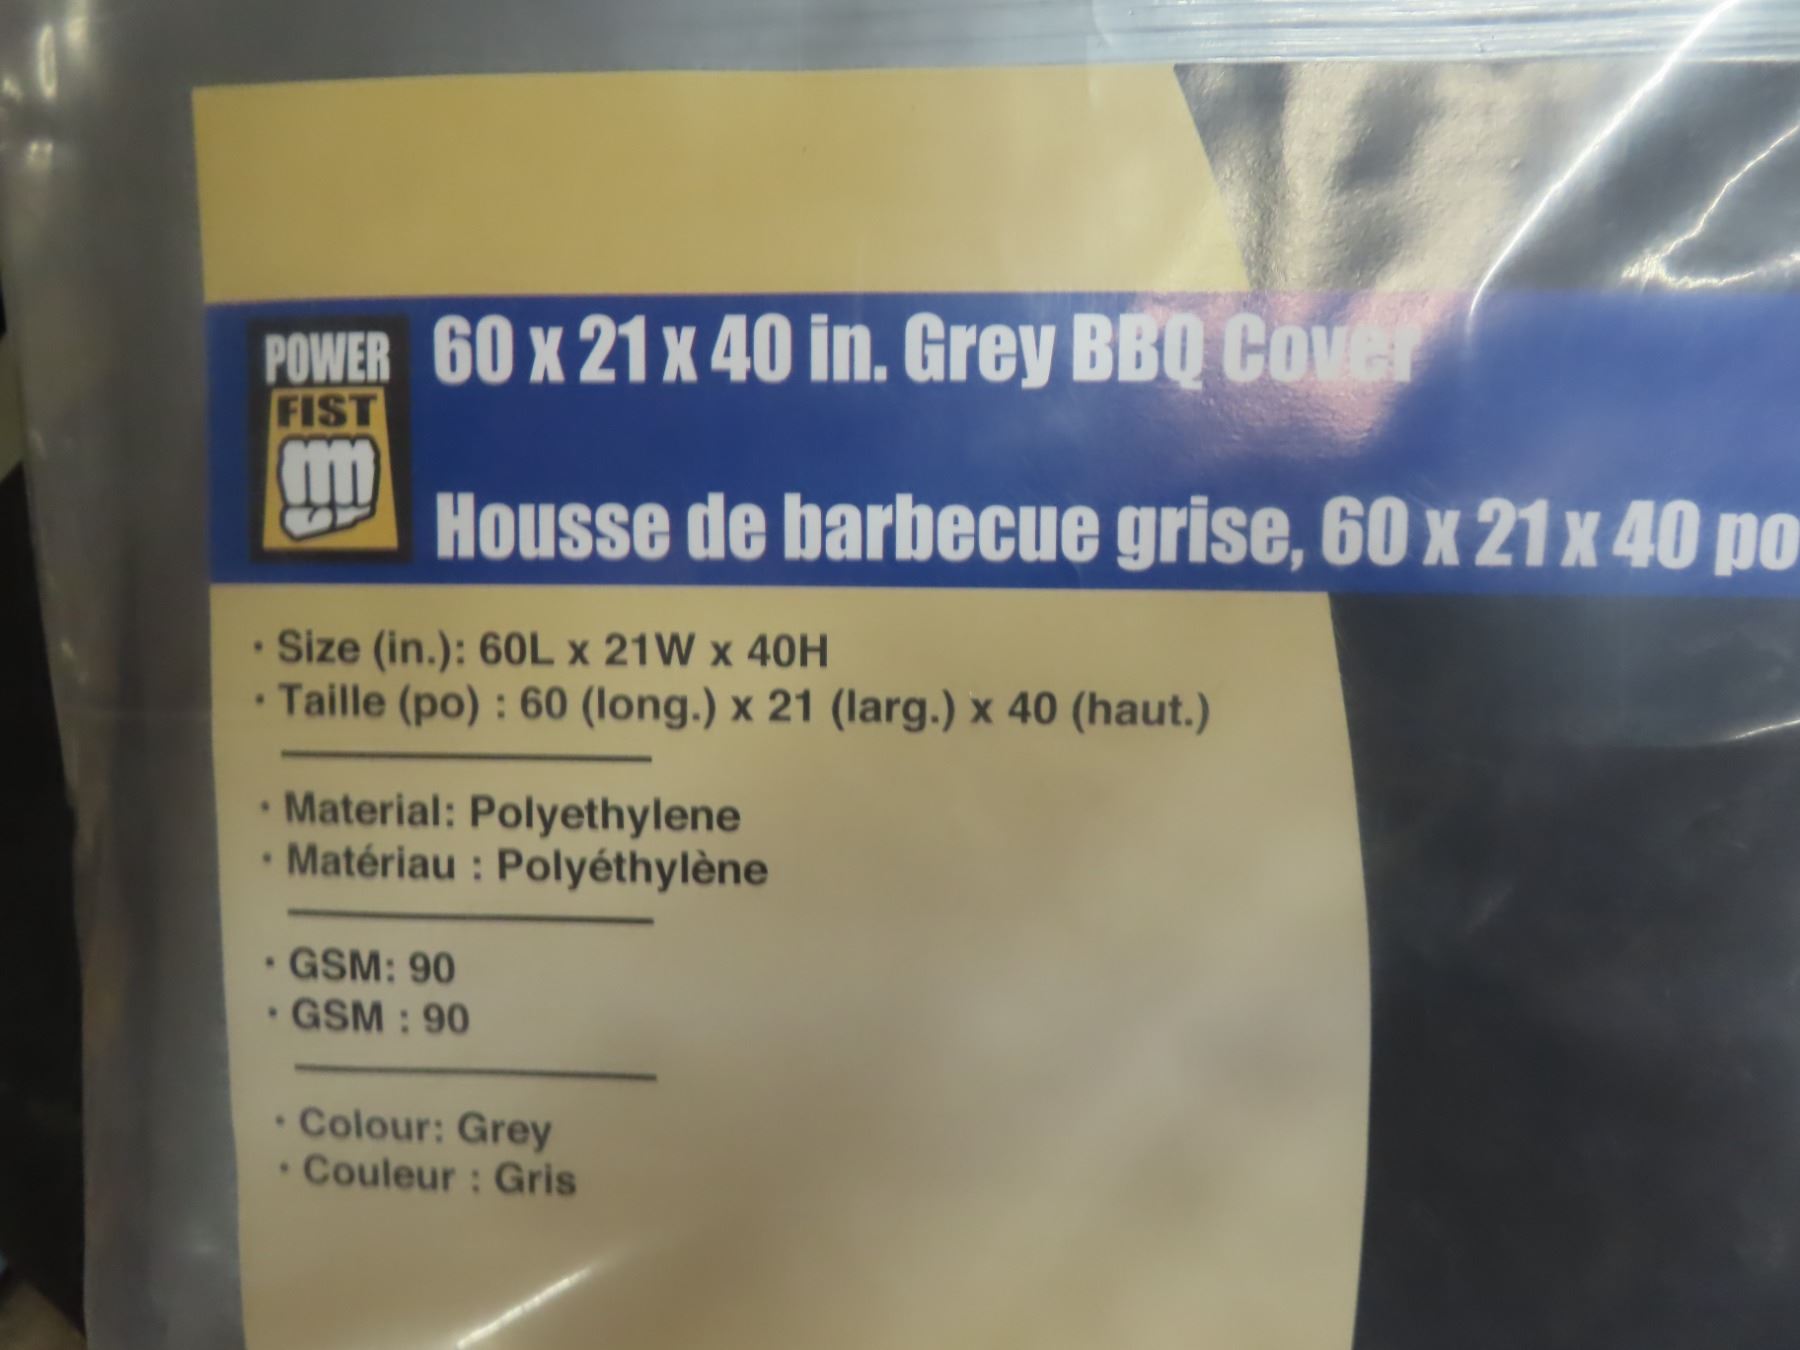 POWER
FIST
60 x 21 x 40 in. Grey BBQ Cover
Housse de barbecue grise, 60 x 21 x 40 po
· Size (in.): 60L x 21W x 40H
· Taille (po) : 60 (long.) x 21 (larg.) x 40 (haut.)
· Material: Polyethylene
· Matériau : Polyéthylène
· GSM: 90
· GSM : 90
· Colour: Grey
· Couleur : Gris